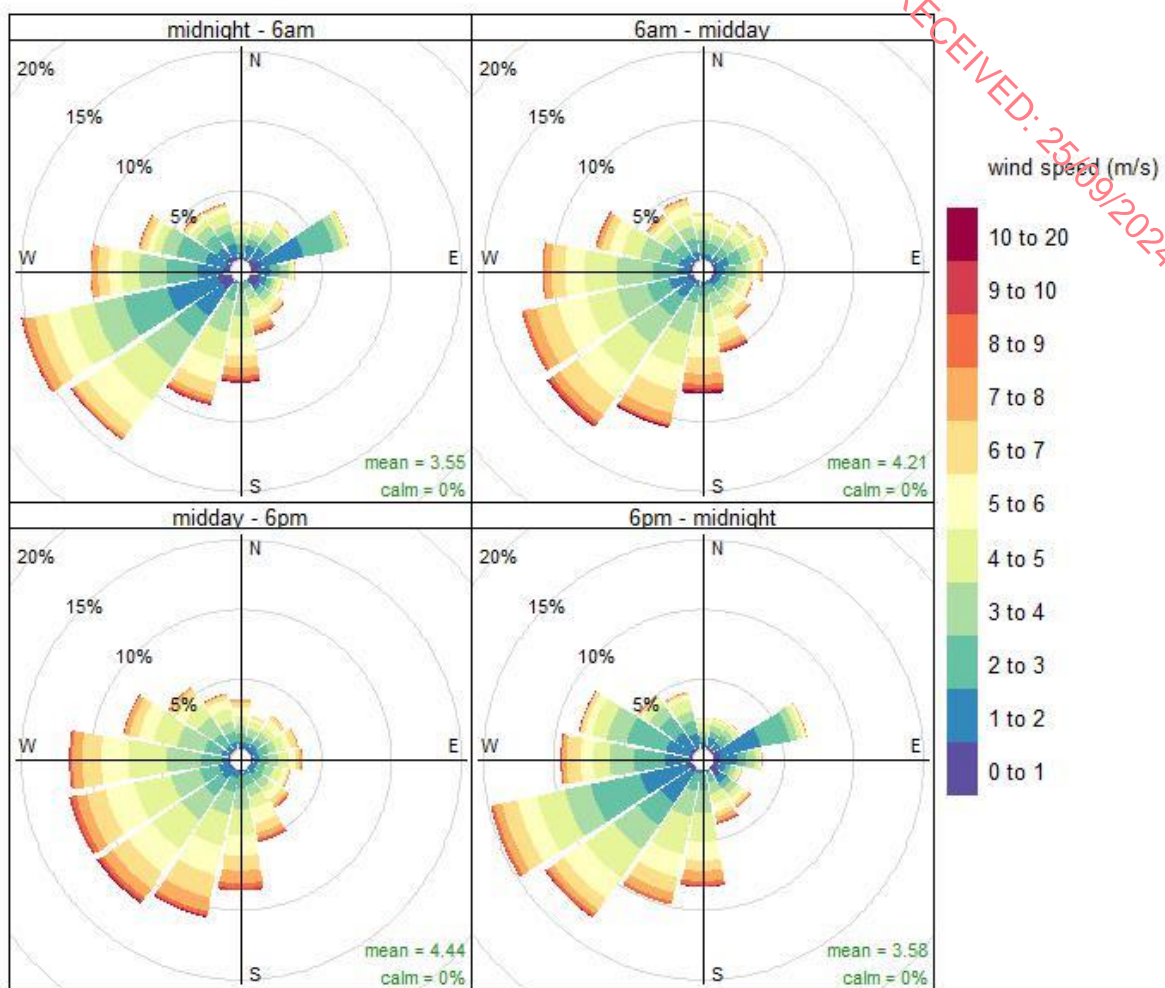 RECEIVED: 25/09/2024
midnight - 6am
20%
15%
10%
5%
N
W
E
S
mean = 3.55
calm = 0%
6am - midday
20%
15%
10%
5%
N
W
E
S
mean = 4.21
calm = 0%
midday - 6pm
20%
15%
10%
5%
N
W
E
S
mean = 4.44
calm = 0%
6pm - midnight
20%
15%
10%
5%
N
W
E
S
mean = 3.58
calm = 0%
wind speed (m/s)
10 to 20
9 to 10
8 to 9
7 to 8
6 to 7
5 to 6
4 to 5
3 to 4
2 to 3
1 to 2
0 to 1